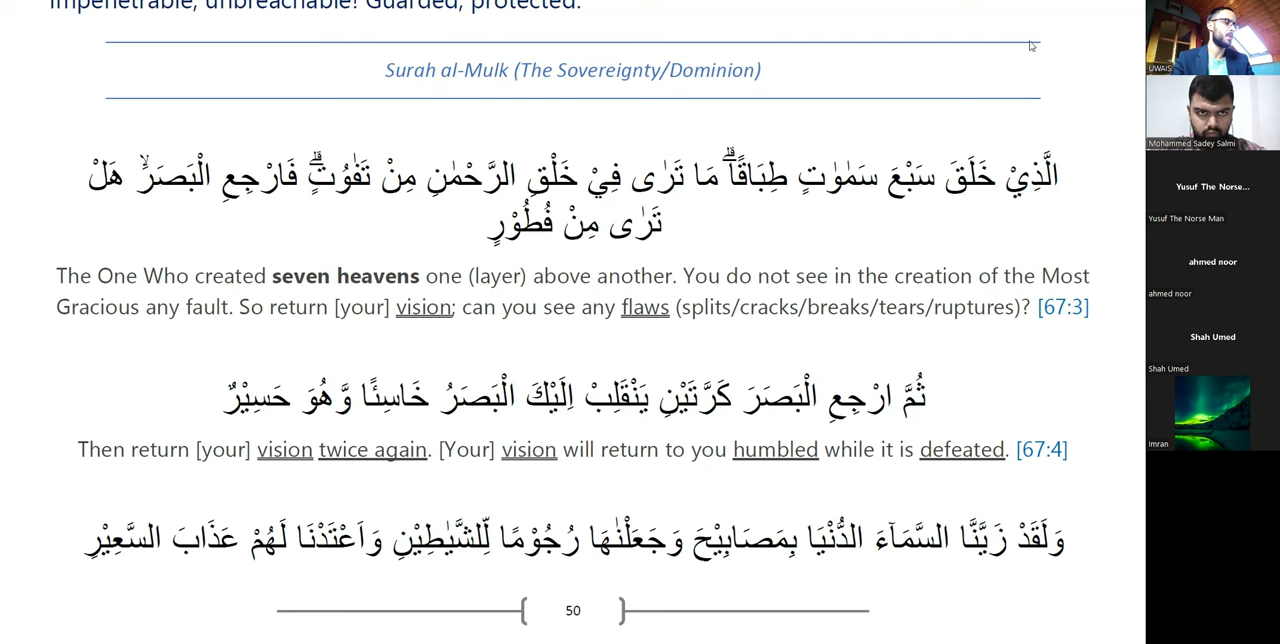 impenetrable, unbreachable! Guarded, protected.
Surah al-Mulk (The Sovereignty/Dominion)
الَّذِيْ خَلَقَ سَبْعَ سَمٰوٰتٍ طِبَاقًاۗ مَا تَرٰى فِيْ خَلْقِ الرَّحْمٰنِ مِنْ تَفٰوُتٍۗ فَارْجِعِ الْبَصَرَۙ هَلْ
تَرٰى مِنْ فُطُوْرٍ
The One Who created seven heavens one (layer) above another. You do not see in the creation of the Most
Gracious any fault. So return [your] vision; can you see any flaws (splits/cracks/breaks/tears/ruptures)? [67:3]
ثُمَّ ارْجِعِ الْبَصَرَ كَرَّتَيْنِ يَنْقَلِبْ اِلَيْكَ الْبَصَرُ خَاسِئًا وَّهُوَ حَسِيْرٌ
Then return [your] vision twice again. [Your] vision will return to you humbled while it is defeated. [67:4]
وَلَقَدْ زَيَّنَّا السَّمَاۤءَ الدُّنْيَا بِمَصَابِيْحَ وَجَعَلْنٰهَا رُجُوْمًا لِّلشَّيٰطِيْنِ وَاَعْتَدْنَا لَهُمْ عَذَابَ السَّعِيْرِ
50
UWAIS
Mohammed Sadey Salmi
Yusuf The Norse...
Yusuf The Norse Man
ahmed noor
ahmed noor
Shah Umed
Shah Umed
Imran